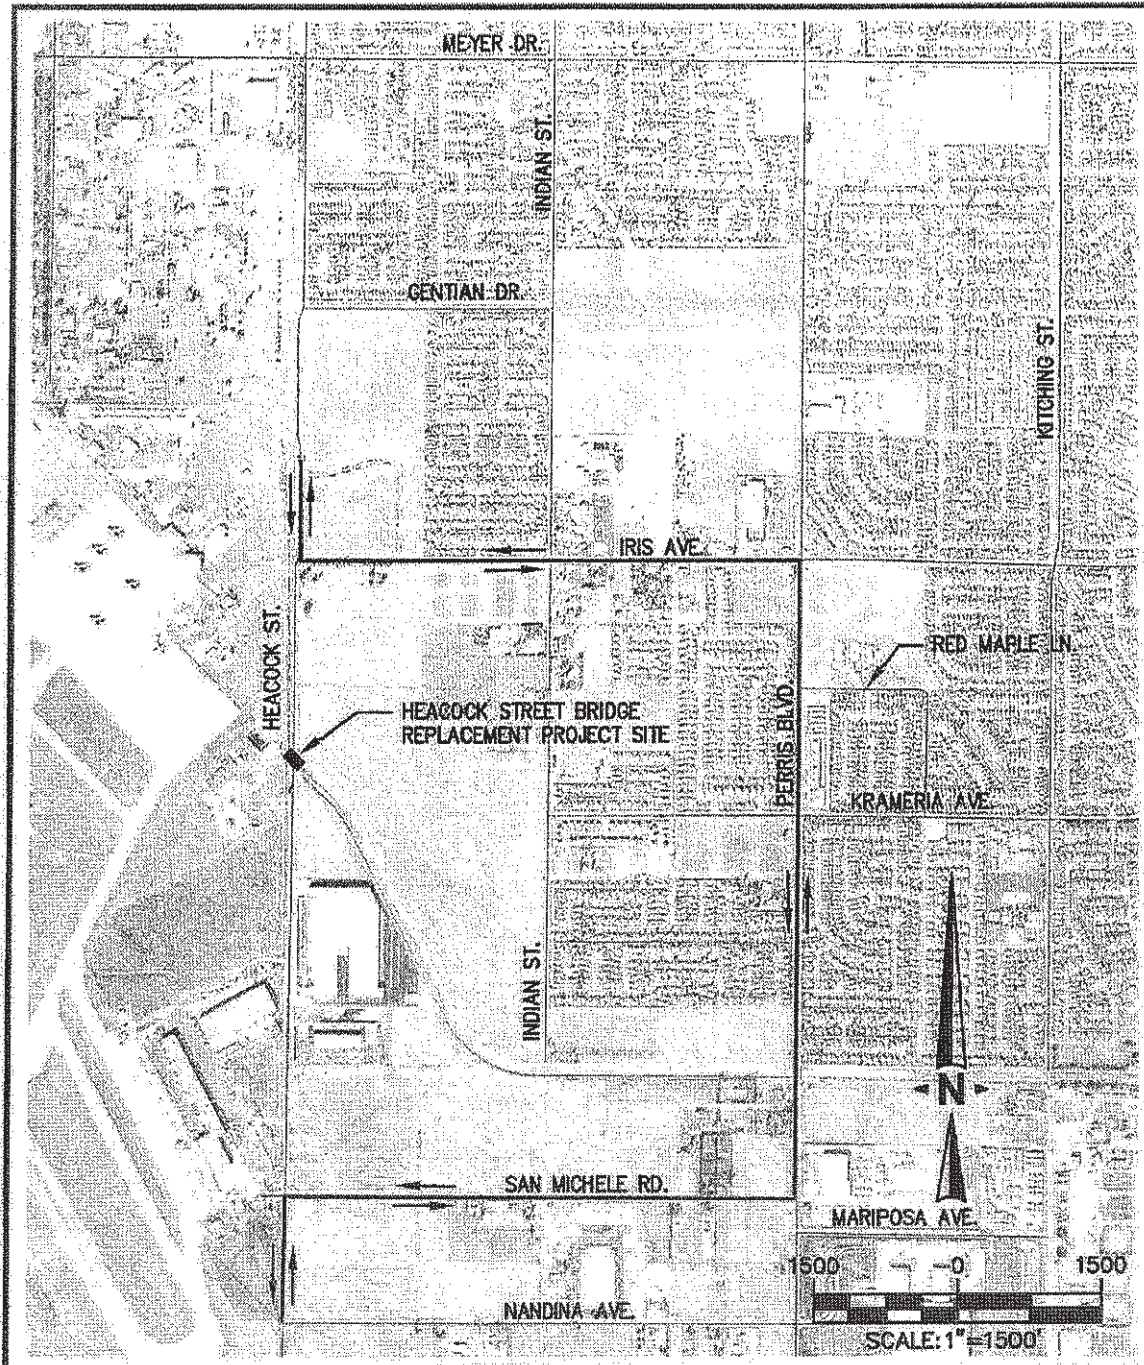 MEYER DR.
INDIAN ST.
GENTIAN DR.
KITCHING ST.
IRIS AVE.
HEACOCK ST.
RED MAPLE LN.
HEACOCK STREET BRIDGE
REPLACEMENT PROJECT SITE
PERRIS BLVD.
KRAMERIA AVE.
INDIAN ST.
N
SAN MICHELE RD.
MARIPOSA AVE.
1500 0 1500
NANDINA AVE.
SCALE: 1"=1500'